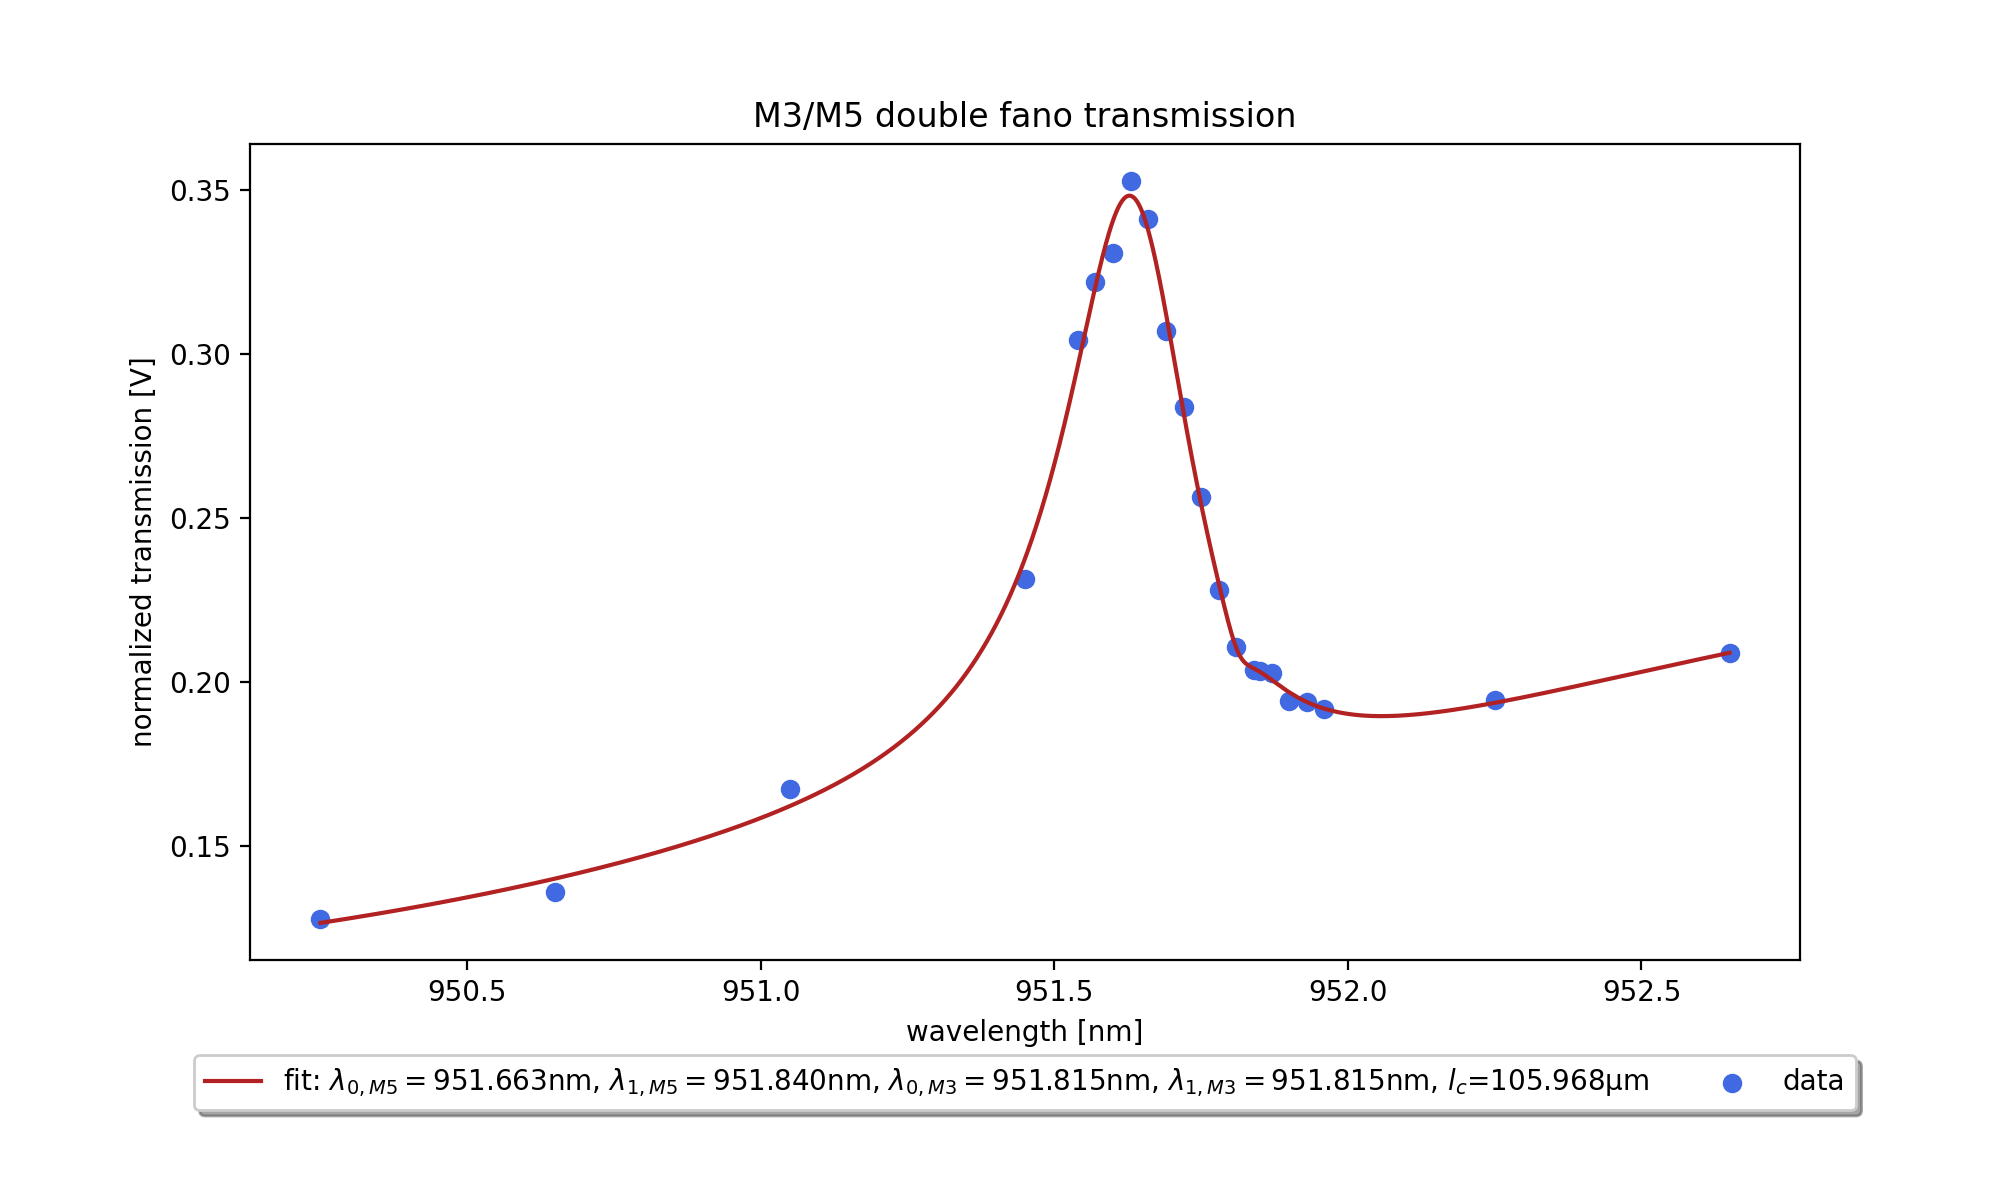 M3/M5 double fano transmission
normalized transmission [V]
0.35
0.30
0.25
0.20
0.15
950.5 951.0 951.5 952.0 952.5
wavelength [nm]
fit: λ₀,M5 = 951.663nm, λ₁,M5 = 951.840nm, λ₀,M3 = 951.815nm, λ₁,M3 = 951.815nm, l_c=105.968μm data